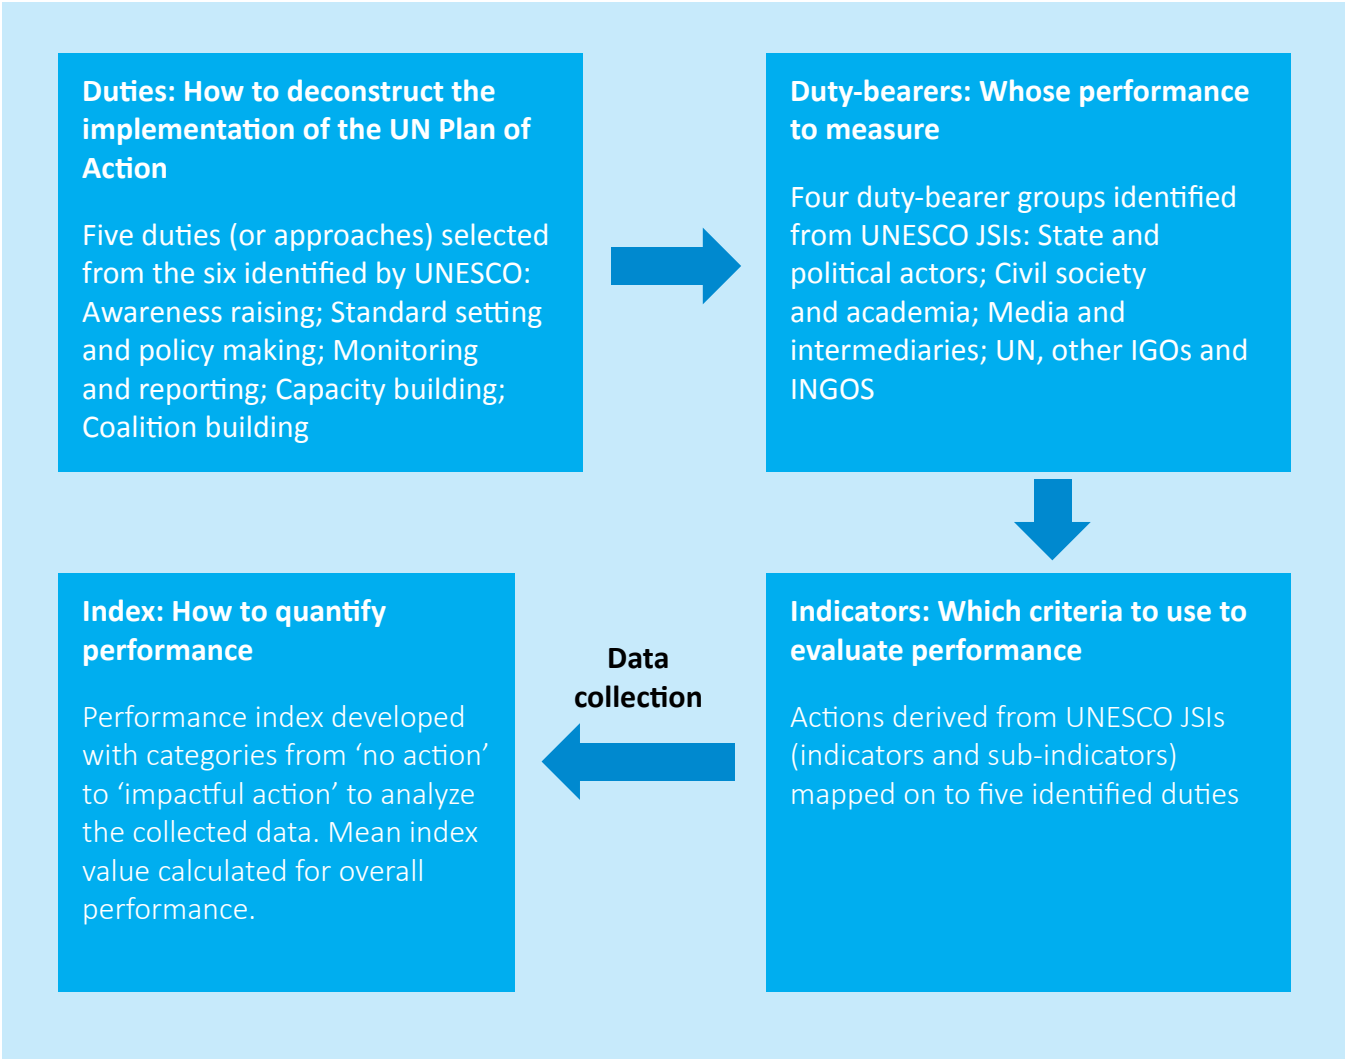 Duties: How to deconstruct the
implementation of the UN Plan of
Action
Five duties (or approaches) selected
from the six identified by UNESCO:
Awareness raising; Standard setting
and policy making; Monitoring
and reporting; Capacity building;
Coalition building
Duty-bearers: Whose performance
to measure
Four duty-bearer groups identified
from UNESCO JSIs: State and
political actors; Civil society
and academia; Media and
intermediaries; UN, other IGOs and
INGOS
Indicators: Which criteria to use to
evaluate performance
Actions derived from UNESCO JSIs
(indicators and sub-indicators)
mapped on to five identified duties
Data
collection
Index: How to quantify
performance
Performance index developed
with categories from ‘no action’
to ‘impactful action’ to analyze
the collected data. Mean index
value calculated for overall
performance.